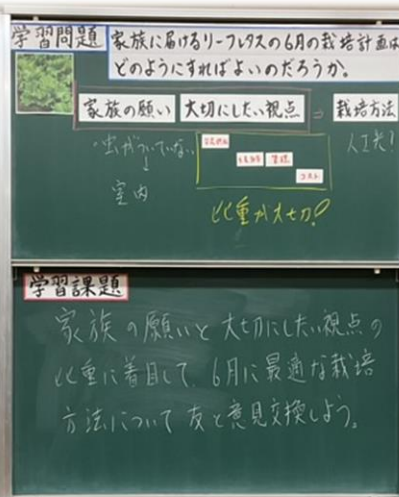 学習問題
家族に届けるリーフレタスの6月の栽培計画は
どのようにすればよいのだろうか。
家族の願い 大切にしたい視点 栽培方法
虫がついていない
↓
室内
コスト
比重が大切!
学習課題
家族の願いと大切にしたい視点の
比重に着目して、6月に最適な栽培
方法について友と意見交換しよう。